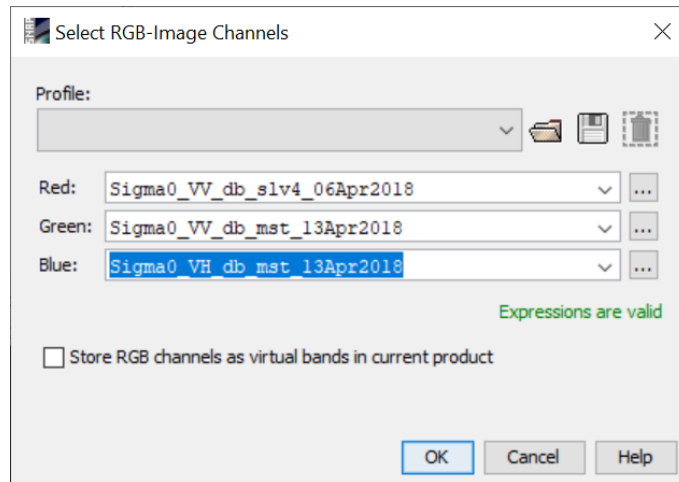 Select RGB-Image Channels
Profile:
Red: Sigma0_VV_db_slv4_06Apr2018 ...
Green: Sigma0_VV_db_mst_13Apr2018 ...
Blue: Sigma0_VH_db_mst_13Apr2018 ...
Expressions are valid
Store RGB channels as virtual bands in current product
OK Cancel Help